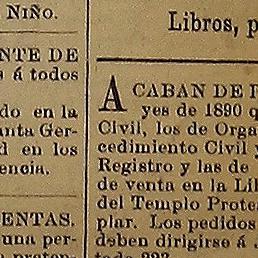 NIÑO.
NTE DE
s á todos
do en la
anta Ger-
d en los
encia.
ENTAS.
una per-
Libros, p
ACABAN DE
yes de 1890 q
Civil, los de Orga
cedimiento Civil y
Registro y las de
de venta en la Lib
del Templo Prote
plar. Los pedidos
deben dirigirse á